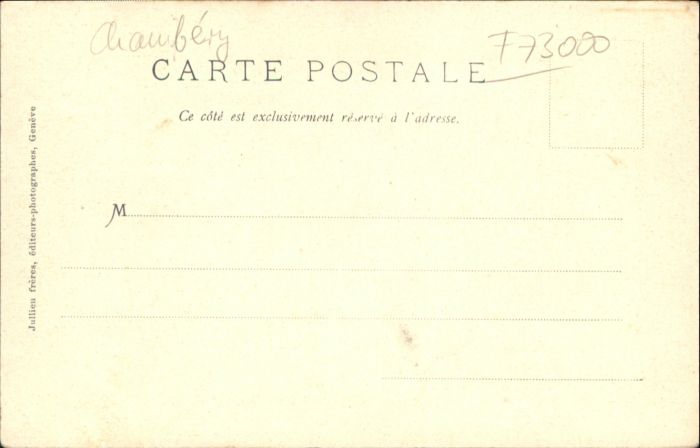 Chambéry
F73000
CARTE POSTALE
Ce côté est exclusivement réservé à l'adresse.
M
Jullien frères, éditeurs-photographes, Genève